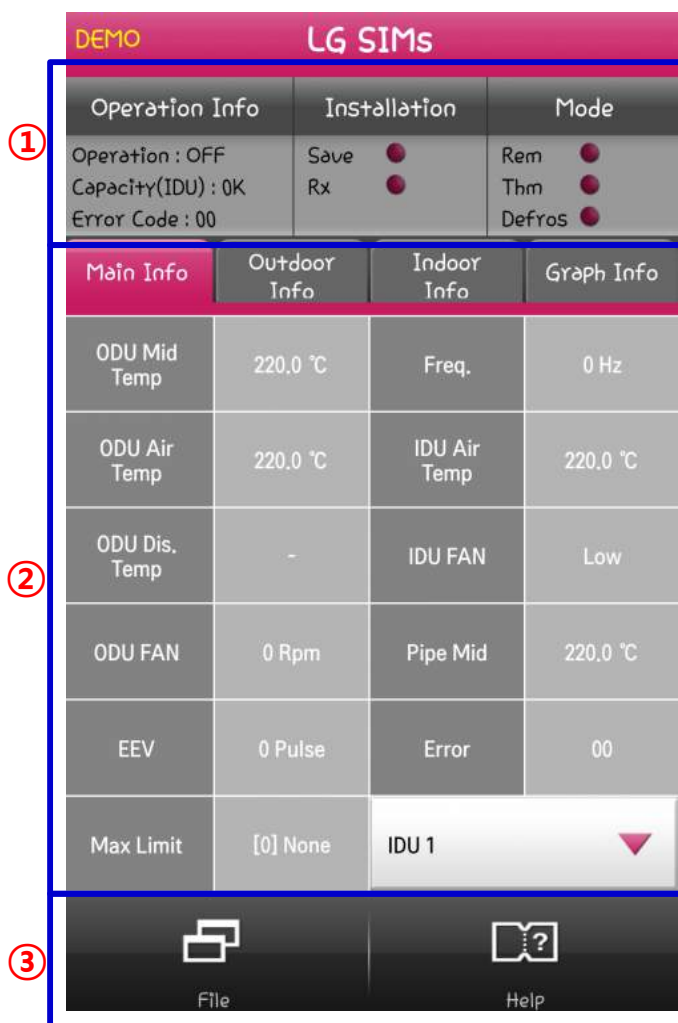 DEMO LG SIMs
①
Operation Info Installation Mode
Operation : OFF Save Rem
Capacity(IDU) : 0K Rx Thm
Error Code : 00 Defros
②
Main Info Outdoor Info Indoor Info Graph Info
ODU Mid Temp 220.0 ℃ Freq. 0 Hz
ODU Air Temp 220.0 ℃ IDU Air Temp 220.0 ℃
ODU Dis. Temp - IDU FAN Low
ODU FAN 0 Rpm Pipe Mid 220.0 ℃
EEV 0 Pulse Error 00
Max Limit [0] None IDU 1
③
File Help